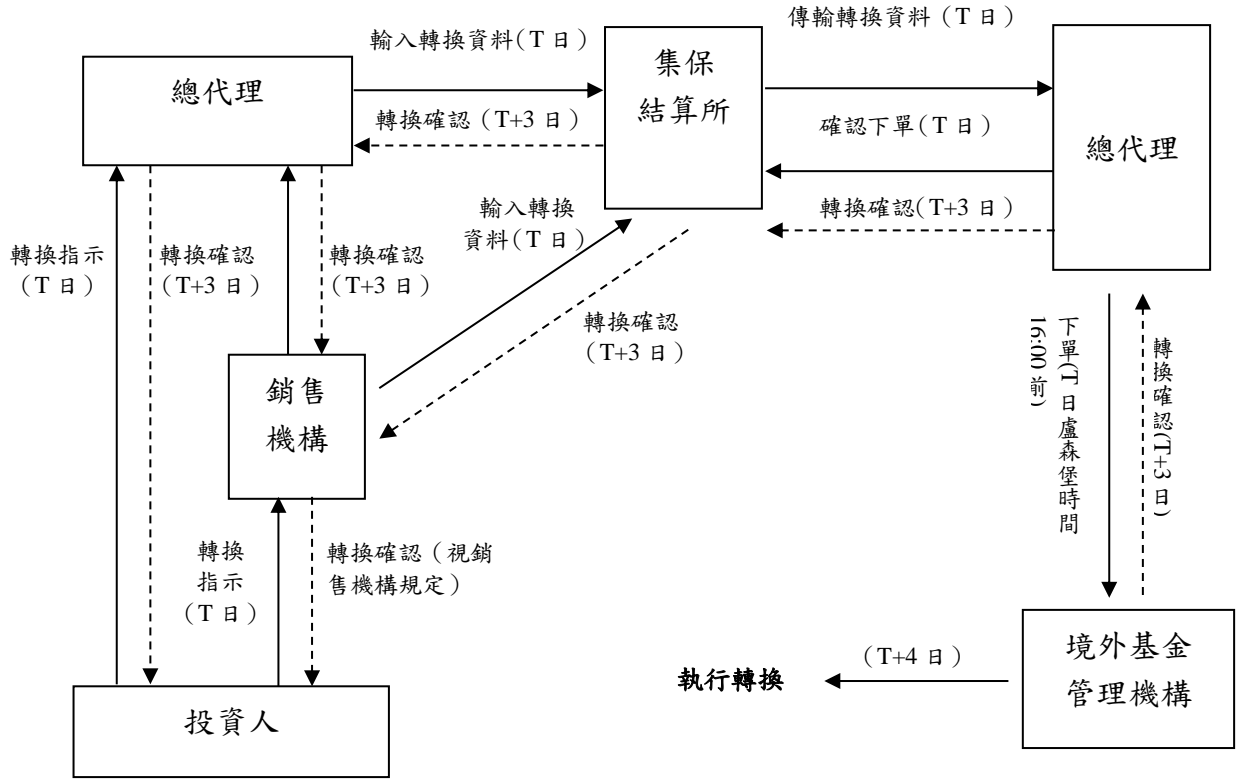 傳輸轉換資料（T 日）
輸入轉換資料（T 日）
集保
結算所
總代理
轉換確認（T+3 日）
確認下單（T 日）
總代理
輸入轉換
資料（T 日）
轉換確認（T+3 日）
轉換指示
（T 日）
轉換確認
（T+3 日）
轉換確認
（T+3 日）
轉換確認
（T+3 日）
下單（T 日盧森堡時間
16:00 前）
轉換確認（T+3 日）
銷售
機構
轉換
指示
（T 日）
轉換確認（視銷
售機構規定）
執行轉換
（T+4 日）
境外基金
管理機構
投資人